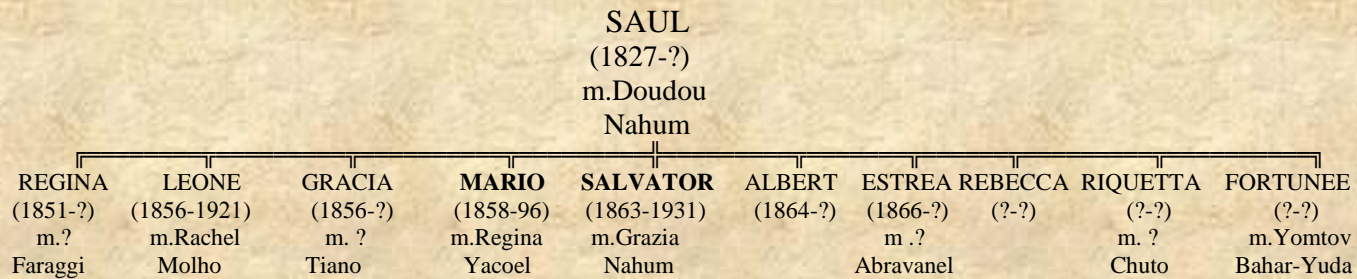 SAUL
(1827-?)
m.Doudou
Nahum
REGINA LEONE GRACIA MARIO SALVATOR ALBERT ESTREA REBECCA RIQUETTA FORTUNEE
(1851-?) (1856-1921) (1856-?) (1858-96) (1863-1931) (1864-?) (1866-?) (?-?) (?-?) (?-?)
m.? m.Rachel m. ? m.Regina m.Grazia m .? m. ? m.Yomtov
Faraggi Molho Tiano Yacoel Nahum Abravanel Chuto Bahar-Yuda